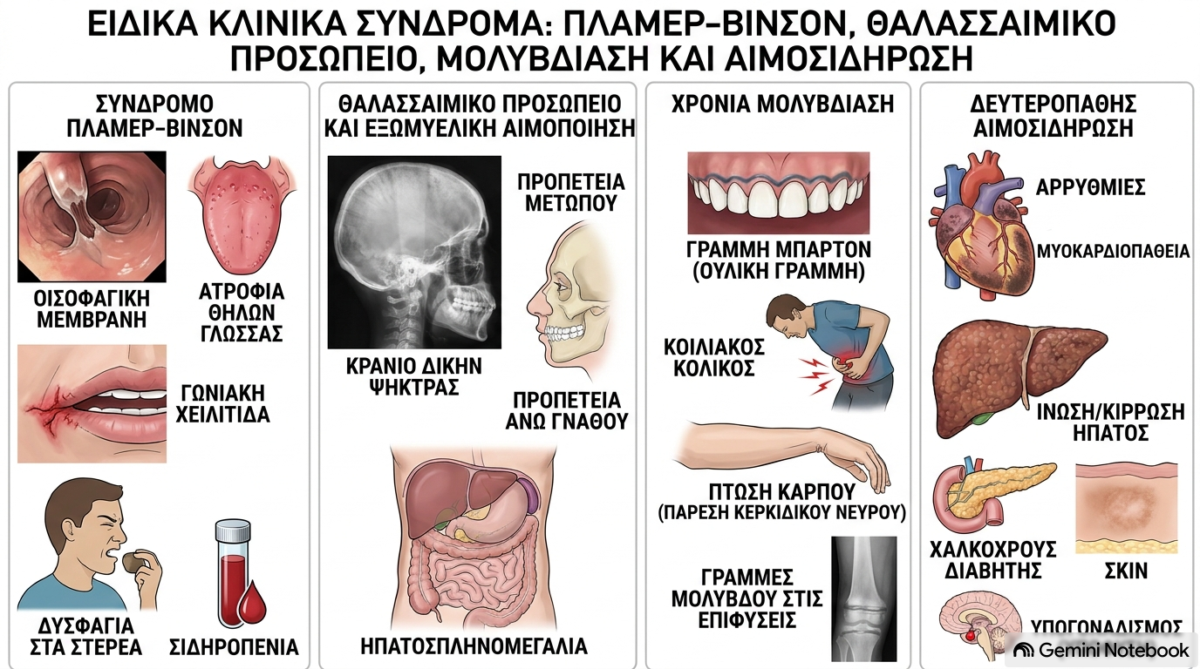 ΕΙΔΙΚΑ ΚΛΙΝΙΚΑ ΣΥΝΔΡΟΜΑ: ΠΛΑΜΕΡ-ΒΙΝΣΟΝ, ΘΑΛΑΣΣΑΙΜΙΚΟ
ΠΡΟΣΩΠΕΙΟ, ΜΟΛΥΒΔΙΑΣΗ ΚΑΙ ΑΙΜΟΣΙΔΗΡΩΣΗ
ΣΥΝΔΡΟΜΟ
ΠΛΑΜΕΡ-ΒΙΝΣΟΝ
ΟΙΣΟΦΑΓΙΚΗ
ΜΕΜΒΡΑΝΗ
ΑΤΡΟΦΙΑ
ΘΗΛΩΝ
ΓΛΩΣΣΑΣ
ΓΩΝΙΑΚΗ
ΧΕΙΛΙΤΙΔΑ
ΔΥΣΦΑΓΙΑ
ΣΤΑ ΣΤΕΡΕΑ
ΣΙΔΗΡΟΠΕΝΙΑ
ΘΑΛΑΣΣΑΙΜΙΚΟ ΠΡΟΣΩΠΕΙΟ
ΚΑΙ ΕΞΩΜΥΕΛΙΚΗ ΑΙΜΟΠΟΙΗΣΗ
ΠΡΟΠΕΤΕΙΑ
ΜΕΤΩΠΟΥ
ΚΡΑΝΙΟ ΔΙΚΗΝ
ΨΗΚΤΡΑΣ
ΠΡΟΠΕΤΕΙΑ
ΑΝΩ ΓΝΑΘΟΥ
ΗΠΑΤΟΣΠΛΗΝΟΜΕΓΑΛΙΑ
ΧΡΟΝΙΑ ΜΟΛΥΒΔΙΑΣΗ
ΓΡΑΜΜΗ ΜΠΑΡΤΟΝ
(ΟΥΛΙΚΗ ΓΡΑΜΜΗ)
ΚΟΙΛΙΑΚΟΣ
ΚΟΛΙΚΟΣ
ΠΤΩΣΗ ΚΑΡΠΟΥ
(ΠΑΡΕΣΗ ΚΕΡΚΙΔΙΚΟΥ ΝΕΥΡΟΥ)
ΓΡΑΜΜΕΣ
ΜΟΛΥΒΔΟΥ ΣΤΙΣ
ΕΠΙΦΥΣΕΙΣ
ΔΕΥΤΕΡΟΠΑΘΗΣ
ΑΙΜΟΣΙΔΗΡΩΣΗ
ΑΡΡΥΘΜΙΕΣ
ΜΥΟΚΑΡΔΙΟΠΑΘΕΙΑ
ΙΝΩΣΗ/ΚΙΡΡΩΣΗ
ΗΠΑΤΟΣ
ΧΑΛΚΟΧΡΟΥΣ
ΔΙΑΒΗΤΗΣ
ΣΚΙΝ
ΥΠΟΓΟΝΑΔΙΣΜΟΣ
Gemini Notebook